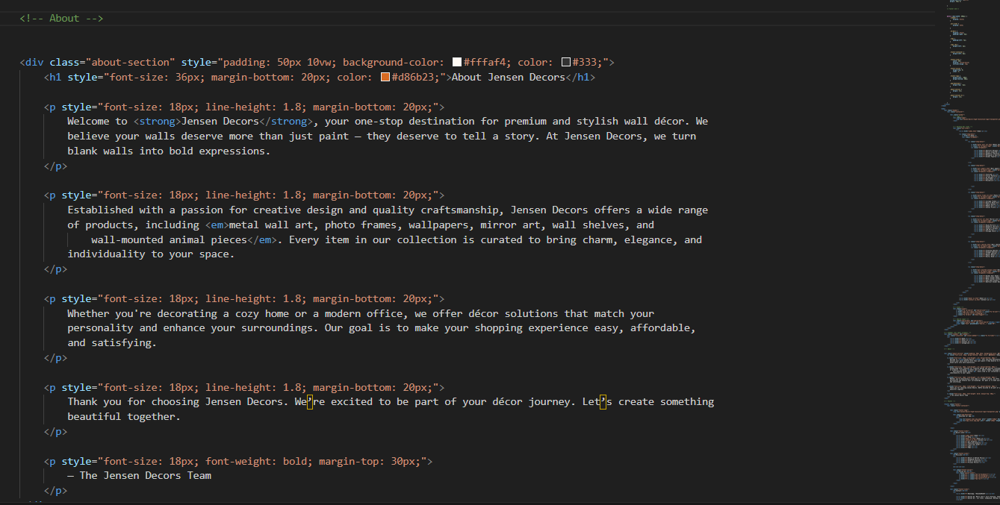 <!-- About -->
<div class="about-section" style="padding: 50px 10vw; background-color: #fffaf4; color: #333;">
<h1 style="font-size: 36px; margin-bottom: 20px; color: #d86b23;">About Jensen Decors</h1>
<p style="font-size: 18px; line-height: 1.8; margin-bottom: 20px;">
Welcome to <strong>Jensen Decors</strong>, your one-stop destination for premium and stylish wall décor. We
believe your walls deserve more than just paint — they deserve to tell a story. At Jensen Decors, we turn
blank walls into bold expressions.
</p>
<p style="font-size: 18px; line-height: 1.8; margin-bottom: 20px;">
Established with a passion for creative design and quality craftsmanship, Jensen Decors offers a wide range
of products, including <em>metal wall art, photo frames, wallpapers, mirror art, wall shelves, and
wall-mounted animal pieces</em>. Every item in our collection is curated to bring charm, elegance, and
individuality to your space.
</p>
<p style="font-size: 18px; line-height: 1.8; margin-bottom: 20px;">
Whether you're decorating a cozy home or a modern office, we offer décor solutions that match your
personality and enhance your surroundings. Our goal is to make your shopping experience easy, affordable,
and satisfying.
</p>
<p style="font-size: 18px; line-height: 1.8; margin-bottom: 20px;">
Thank you for choosing Jensen Decors. We’re excited to be part of your décor journey. Let’s create something
beautiful together.
</p>
<p style="font-size: 18px; font-weight: bold; margin-top: 30px;">
— The Jensen Decors Team
</p>